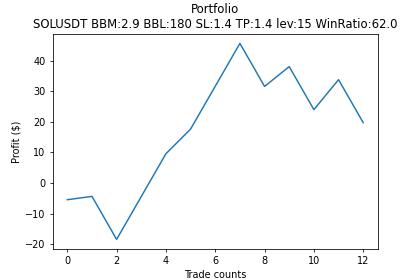 Portfolio
SOLUSDT BBM:2.9 BBL:180 SL:1.4 TP:1.4 lev:15 WinRatio:62.0
40
30
20
10
0
−10
−20
Profit ($)
0 2 4 6 8 10 12
Trade counts